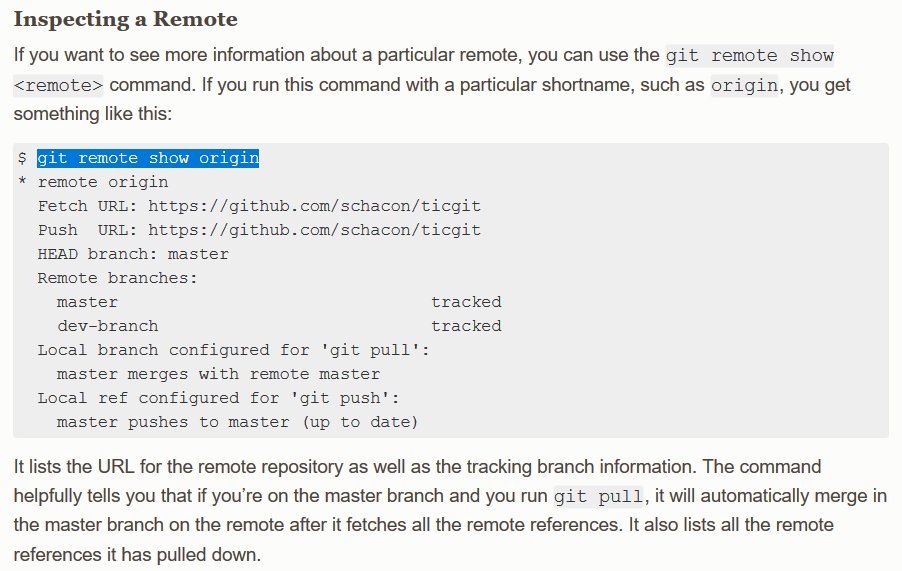 Inspecting a Remote
If you want to see more information about a particular remote, you can use the git remote show
<remote> command. If you run this command with a particular shortname, such as origin, you get
something like this:
$ git remote show origin
* remote origin
  Fetch URL: https://github.com/schacon/ticgit
  Push  URL: https://github.com/schacon/ticgit
  HEAD branch: master
  Remote branches:
    master                               tracked
    dev-branch                           tracked
  Local branch configured for 'git pull':
    master merges with remote master
  Local ref configured for 'git push':
    master pushes to master (up to date)
It lists the URL for the remote repository as well as the tracking branch information. The command
helpfully tells you that if you’re on the master branch and you run git pull, it will automatically merge in
the master branch on the remote after it fetches all the remote references. It also lists all the remote
references it has pulled down.